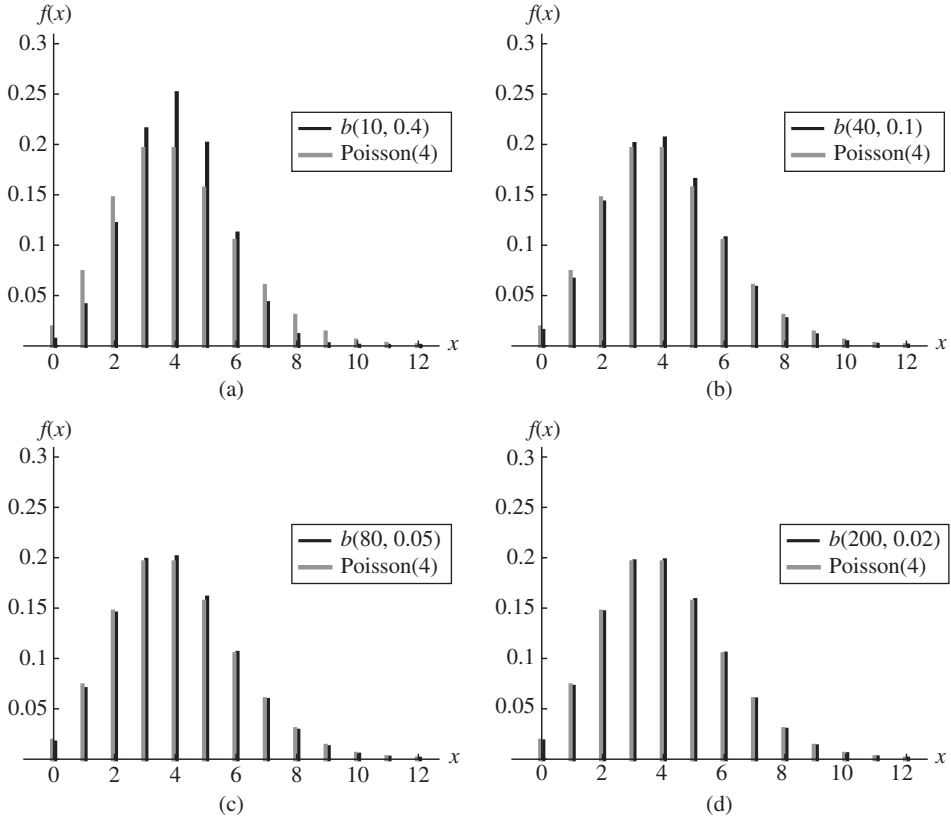 f(x)
0.3
0.25
0.2
0.15
0.1
0.05
b(10, 0.4)
Poisson(4)
0 2 4 6 8 10 12 x
(a)
f(x)
0.3
0.25
0.2
0.15
0.1
0.05
b(40, 0.1)
Poisson(4)
0 2 4 6 8 10 12 x
(b)
f(x)
0.3
0.25
0.2
0.15
0.1
0.05
b(80, 0.05)
Poisson(4)
0 2 4 6 8 10 12 x
(c)
f(x)
0.3
0.25
0.2
0.15
0.1
0.05
b(200, 0.02)
Poisson(4)
0 2 4 6 8 10 12 x
(d)